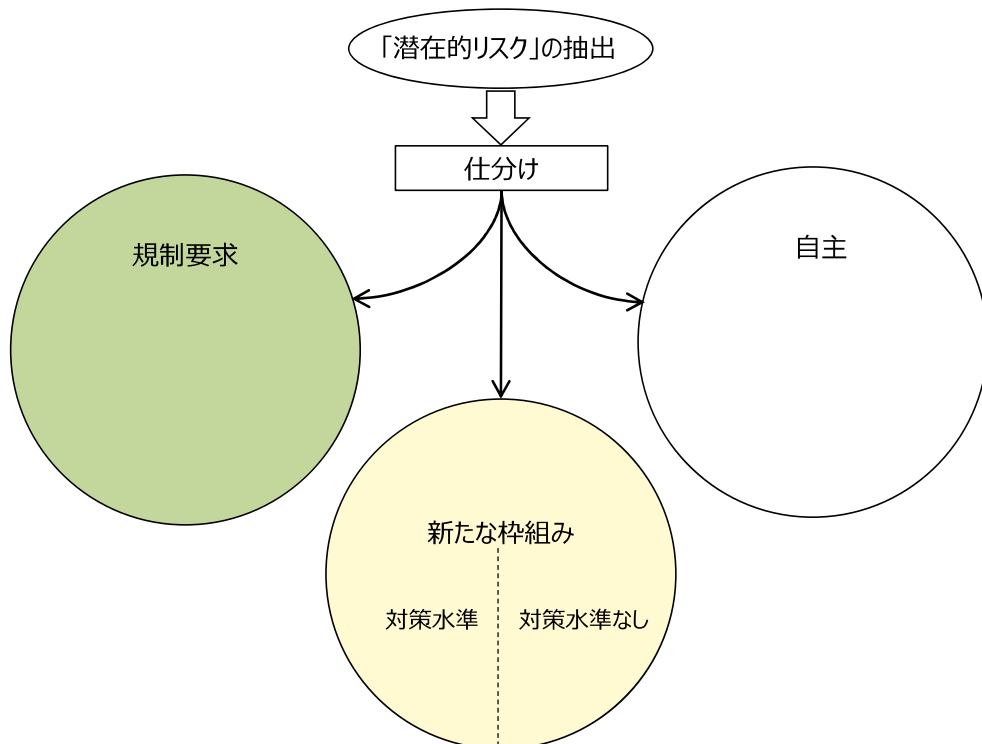 「潜在的リスク」の抽出
仕分け
規制要求
自主
新たな枠組み
対策水準
対策水準なし